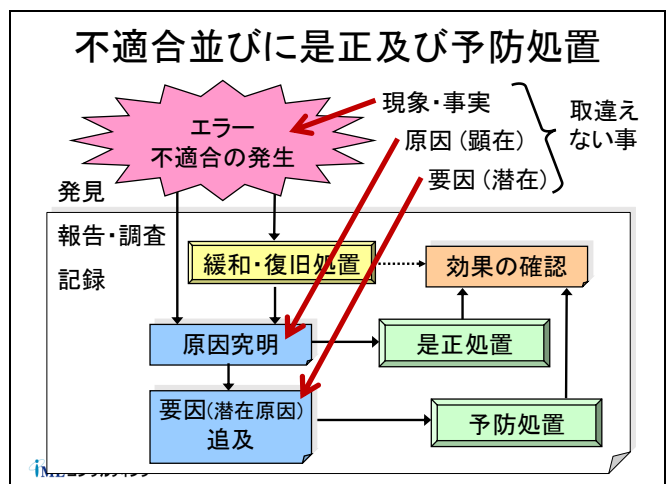 不適合並びに是正及び予防処置
エラー
不適合の発生
現象・事実
原因(顕在)
要因(潜在)
取違え
ない事
発見
報告・調査
記録
緩和・復旧処置
効果の確認
原因究明
是正処置
要因(潜在原因)
追及
予防処置